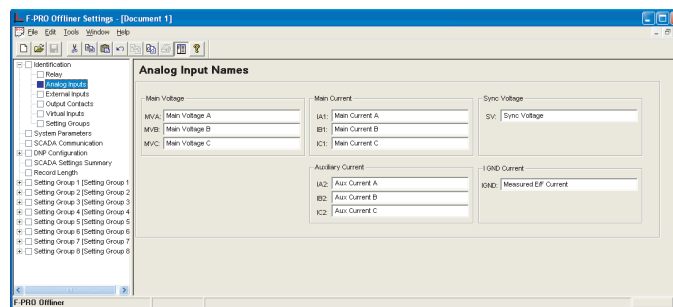 F-PRO Offliner Settings - [Document 1]
File Edit Tools Window Help
Identification
Relay
Analog Inputs
External Inputs
Output Contacts
Virtual Inputs
Setting Groups
System Parameters
SCADA Communication
DNP Configuration
SCADA Settings Summary
Record Length
Setting Group 1 [Setting Group 1
Setting Group 2 [Setting Group 2
Setting Group 3 [Setting Group 3
Setting Group 4 [Setting Group 4
Setting Group 5 [Setting Group 5
Setting Group 6 [Setting Group 6
Setting Group 7 [Setting Group 7
Setting Group 8 [Setting Group 8
Analog Input Names
Main Voltage
MVA: Main Voltage A
MVB: Main Voltage B
MVC: Main Voltage C
Main Current
IA1: Main Current A
IB1: Main Current B
IC1: Main Current C
Sync Voltage
SV: Sync Voltage
Auxiliary Current
IA2: Aux Current A
IB2: Aux Current B
IC2: Aux Current C
I GND Current
IGND: Measured E/F Current
F-PRO Offliner